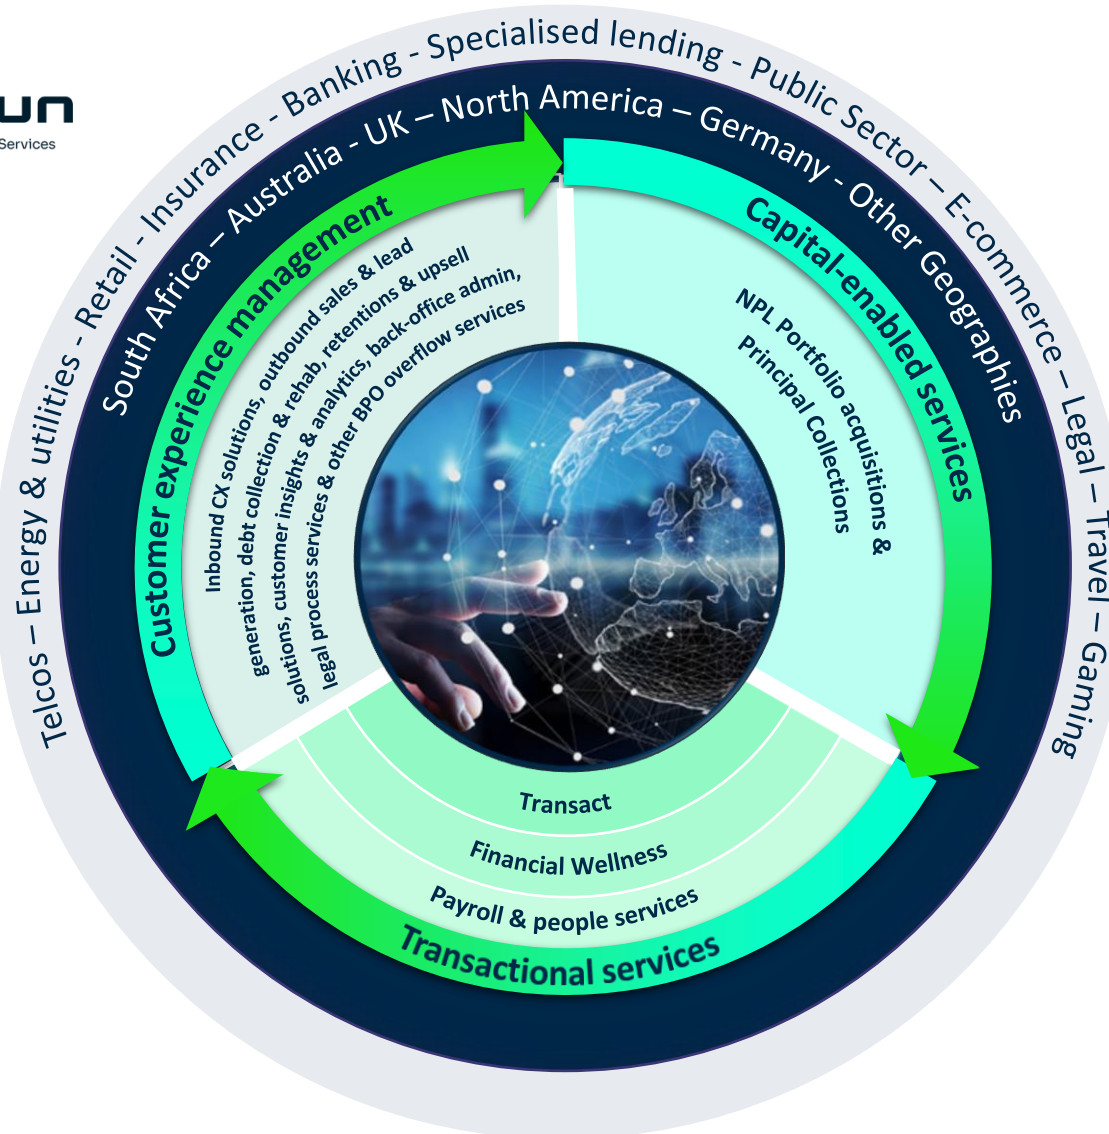 Services
Telcos – Energy & utilities - Retail - Insurance - Banking - Specialised lending - Public Sector – E-commerce – Legal – Travel – Gaming
South Africa – Australia - UK – North America – Germany - Other Geographies
Customer experience management
Inbound CX solutions, outbound sales & lead
generation, debt collection & rehab, retentions & upsell
solutions, customer insights & analytics, back-office admin,
legal process services & other BPO overflow services
Capital-enabled services
NPL Portfolio acquisitions &
Principal Collections
Transact
Financial Wellness
Payroll & people services
Transactional services